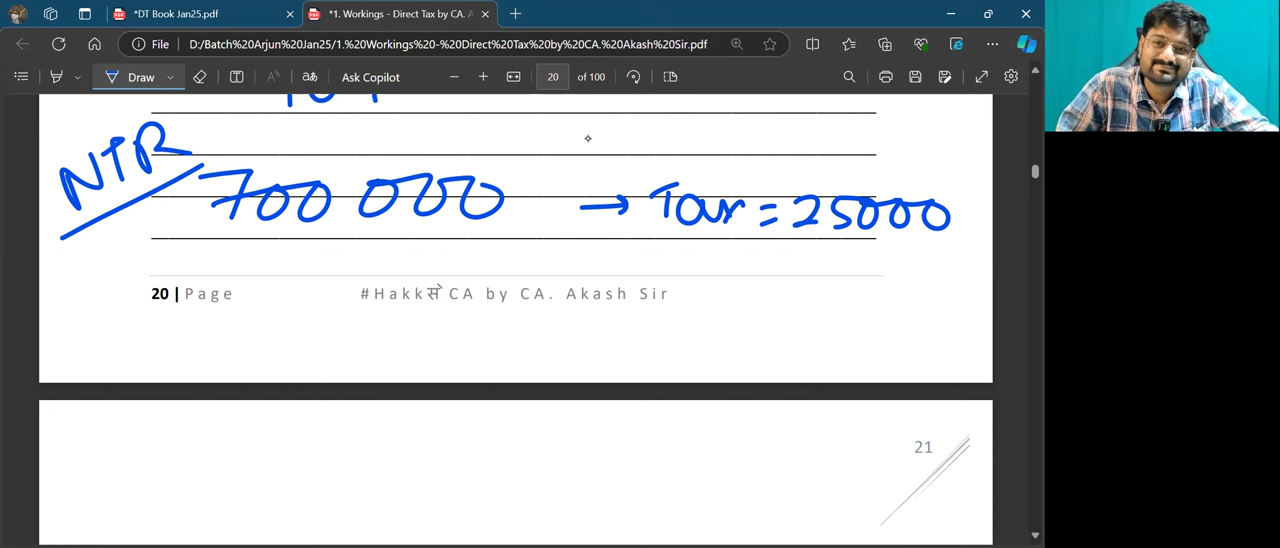 *DT Book Jan25.pdf
*1. Workings - Direct Tax by CA. A
File D:/Batch%20Arjun%20Jan25/1.%20Workings%20-%20Direct%20Tax%20by%20CA.%20Akash%20Sir.pdf
Draw Ask Copilot 20 of 100
NTR
700 000 → Tax = 25000
20 | Page #Hakkसे CA by CA. Akash Sir
21